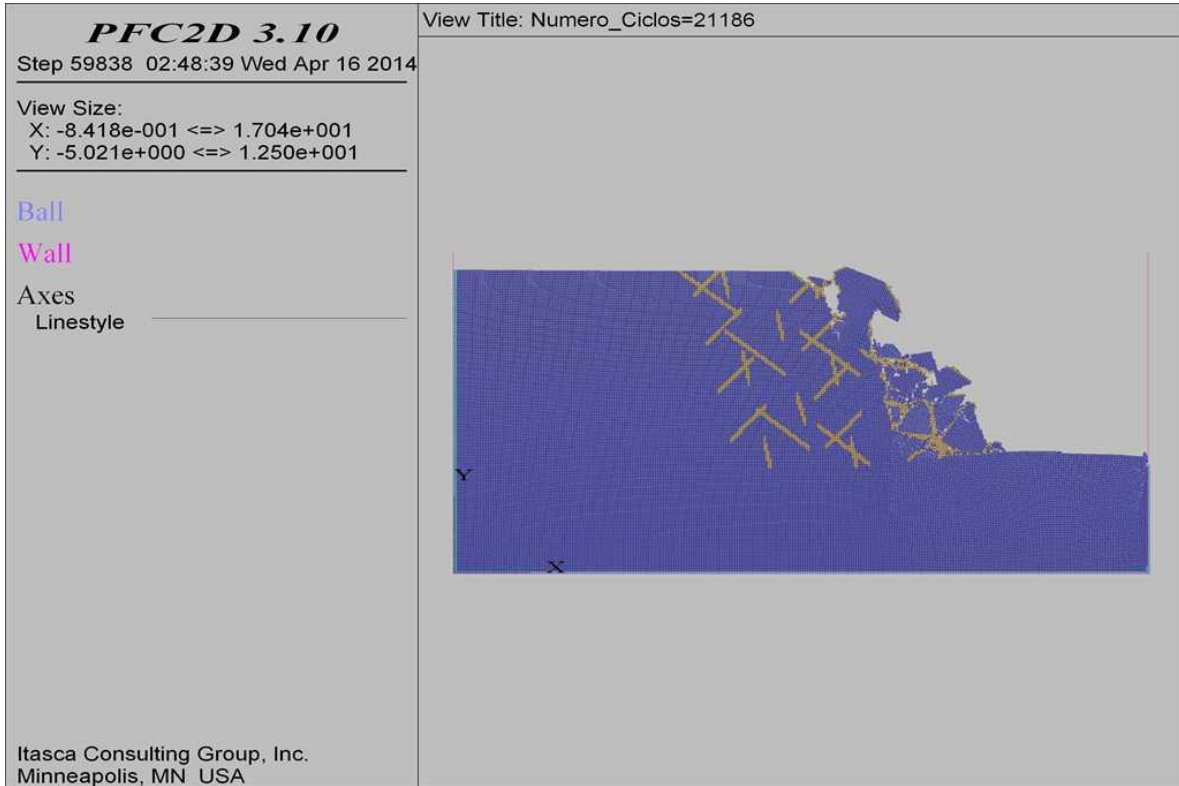 PFC2D 3.10
Step 59838  02:48:39 Wed Apr 16 2014
View Size:
X: -8.418e-001 <=> 1.704e+001
Y: -5.021e+000 <=> 1.250e+001
Ball
Wall
Axes
Linestyle
Itasca Consulting Group, Inc.
Minneapolis, MN  USA
View Title: Numero_Ciclos=21186
Y
X